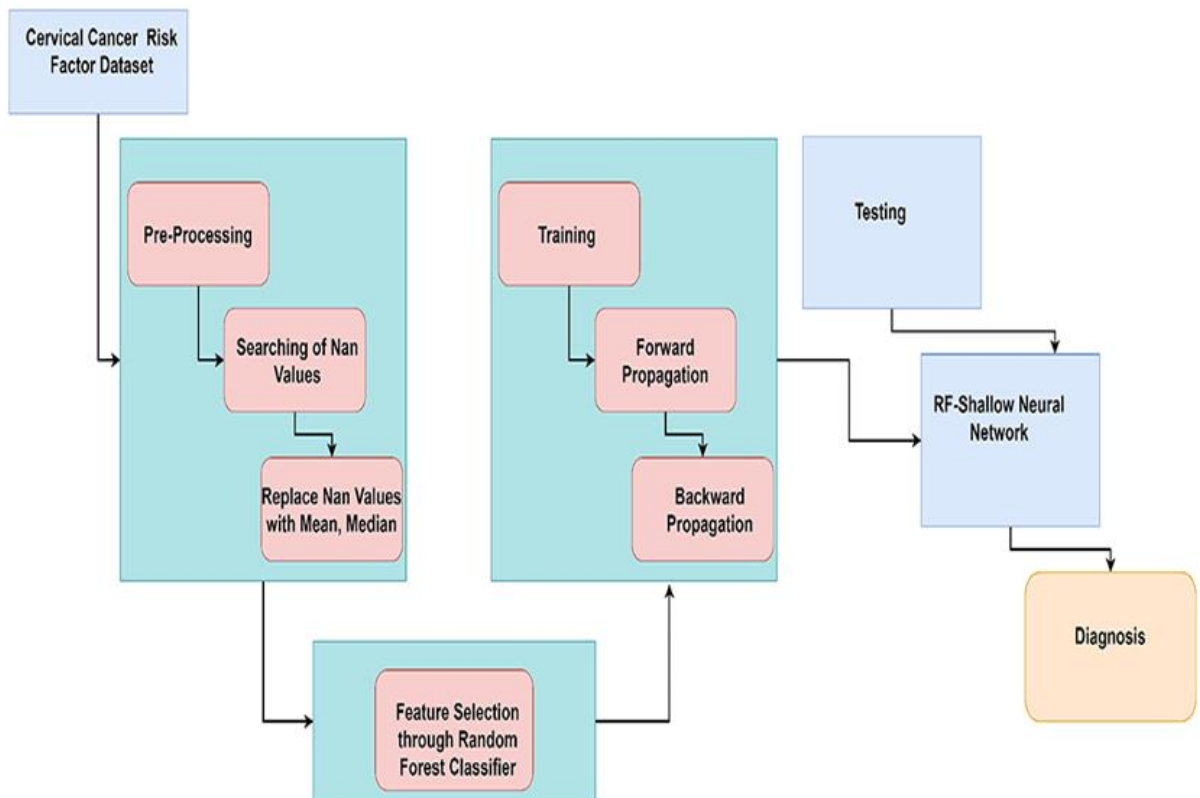 Cervical Cancer Risk
Factor Dataset
Pre-Processing
Searching of Nan
Values
Replace Nan Values
with Mean, Median
Feature Selection
through Random
Forest Classifier
Training
Forward
Propagation
Backward
Propagation
Testing
RF-Shallow Neural
Network
Diagnosis